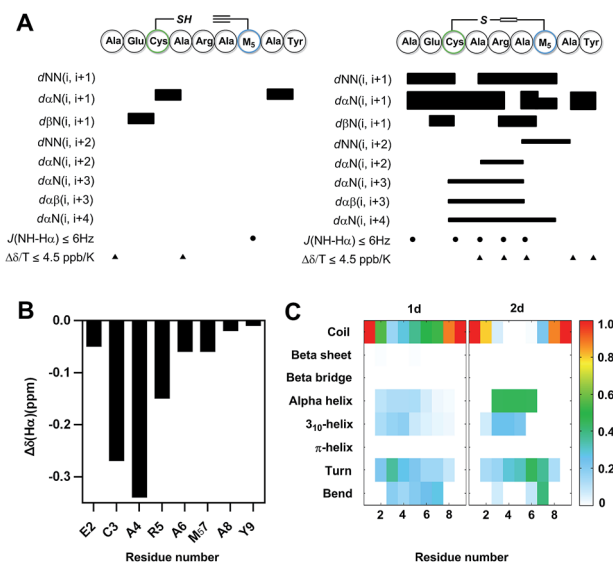 A
SH
Ala Glu Cys Ala Arg Ala M5 Ala Tyr
dNN(i, i+1)
dαN(i, i+1)
dβN(i, i+1)
dNN(i, i+2)
dαN(i, i+2)
dαN(i, i+3)
dαβ(i, i+3)
dαN(i, i+4)
J(NH-Hα) ≤ 6Hz
Δδ/T ≤ 4.5 ppb/K
S
Ala Glu Cys Ala Arg Ala M5 Ala Tyr
dNN(i, i+1)
dαN(i, i+1)
dβN(i, i+1)
dNN(i, i+2)
dαN(i, i+2)
dαN(i, i+3)
dαβ(i, i+3)
dαN(i, i+4)
J(NH-Hα) ≤ 6Hz
Δδ/T ≤ 4.5 ppb/K
B
Δδ(Hα)(ppm)
0.0
-0.1
-0.2
-0.3
E2 C3 A4 R5 A6 M57 A8 Y9
Residue number
C
1d 2d
Coil
Beta sheet
Beta bridge
Alpha helix
310-helix
π-helix
Turn
Bend
2 4 6 8 2 4 6 8
Residue number
1.0
0.8
0.6
0.4
0.2
0